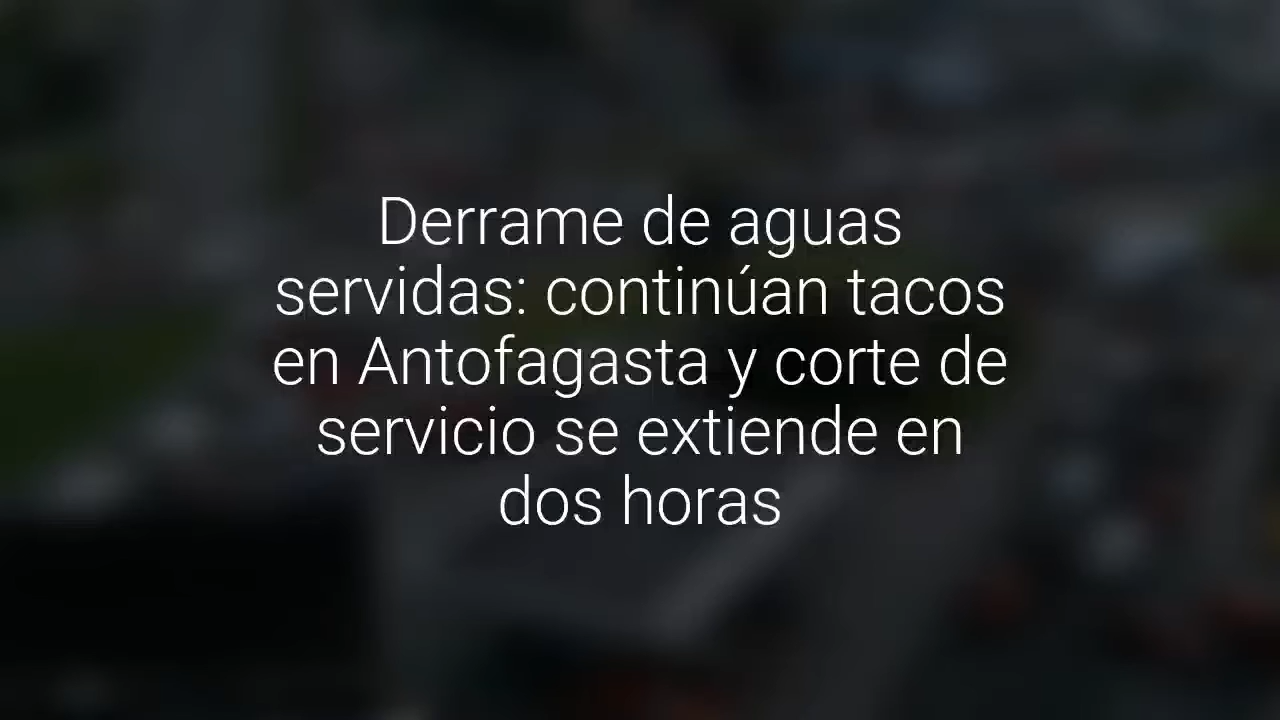 Derrame de aguas
servidas: continúan tacos
en Antofagasta y corte de
servicio se extiende en
dos horas